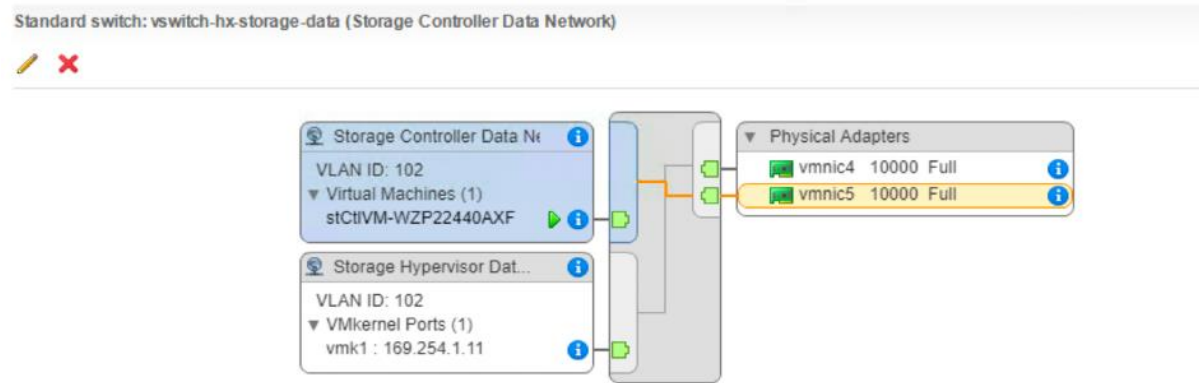 Standard switch: vswitch-hx-storage-data (Storage Controller Data Network)
Storage Controller Data Ne
VLAN ID: 102
Virtual Machines (1)
stCtlVM-WZP22440AXF
Storage Hypervisor Dat...
VLAN ID: 102
VMkernel Ports (1)
vmk1 : 169.254.1.11
Physical Adapters
vmnic4 10000 Full
vmnic5 10000 Full